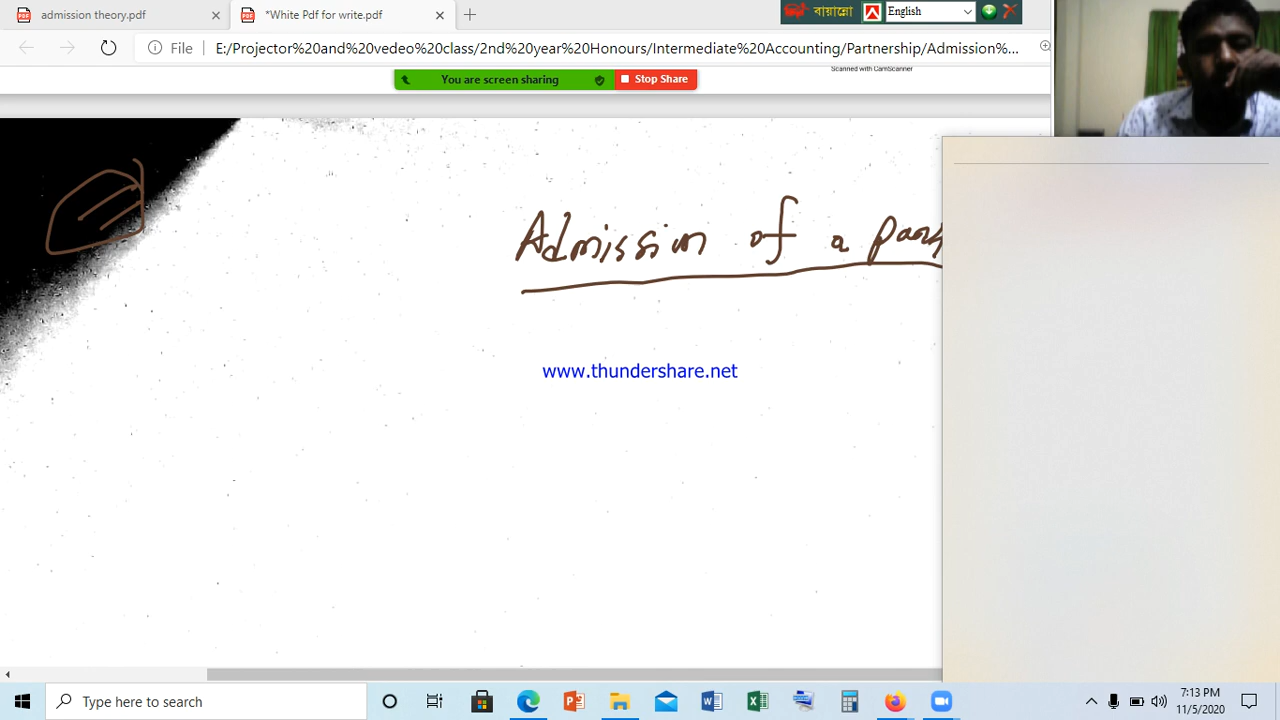 admission theory.pdf
*White Pdf for write.pdf
বায়ান্নো
English
File
E:/Projector%20and%20vedeo%20class/2nd%20year%20Honours/Intermediate%20Accounting/Partnership/Admission%...
Scanned with CamScanner
You are screen sharing
Stop Share
Admission of a
www.thundershare.net
Type here to search
7:13 PM
11/5/2020